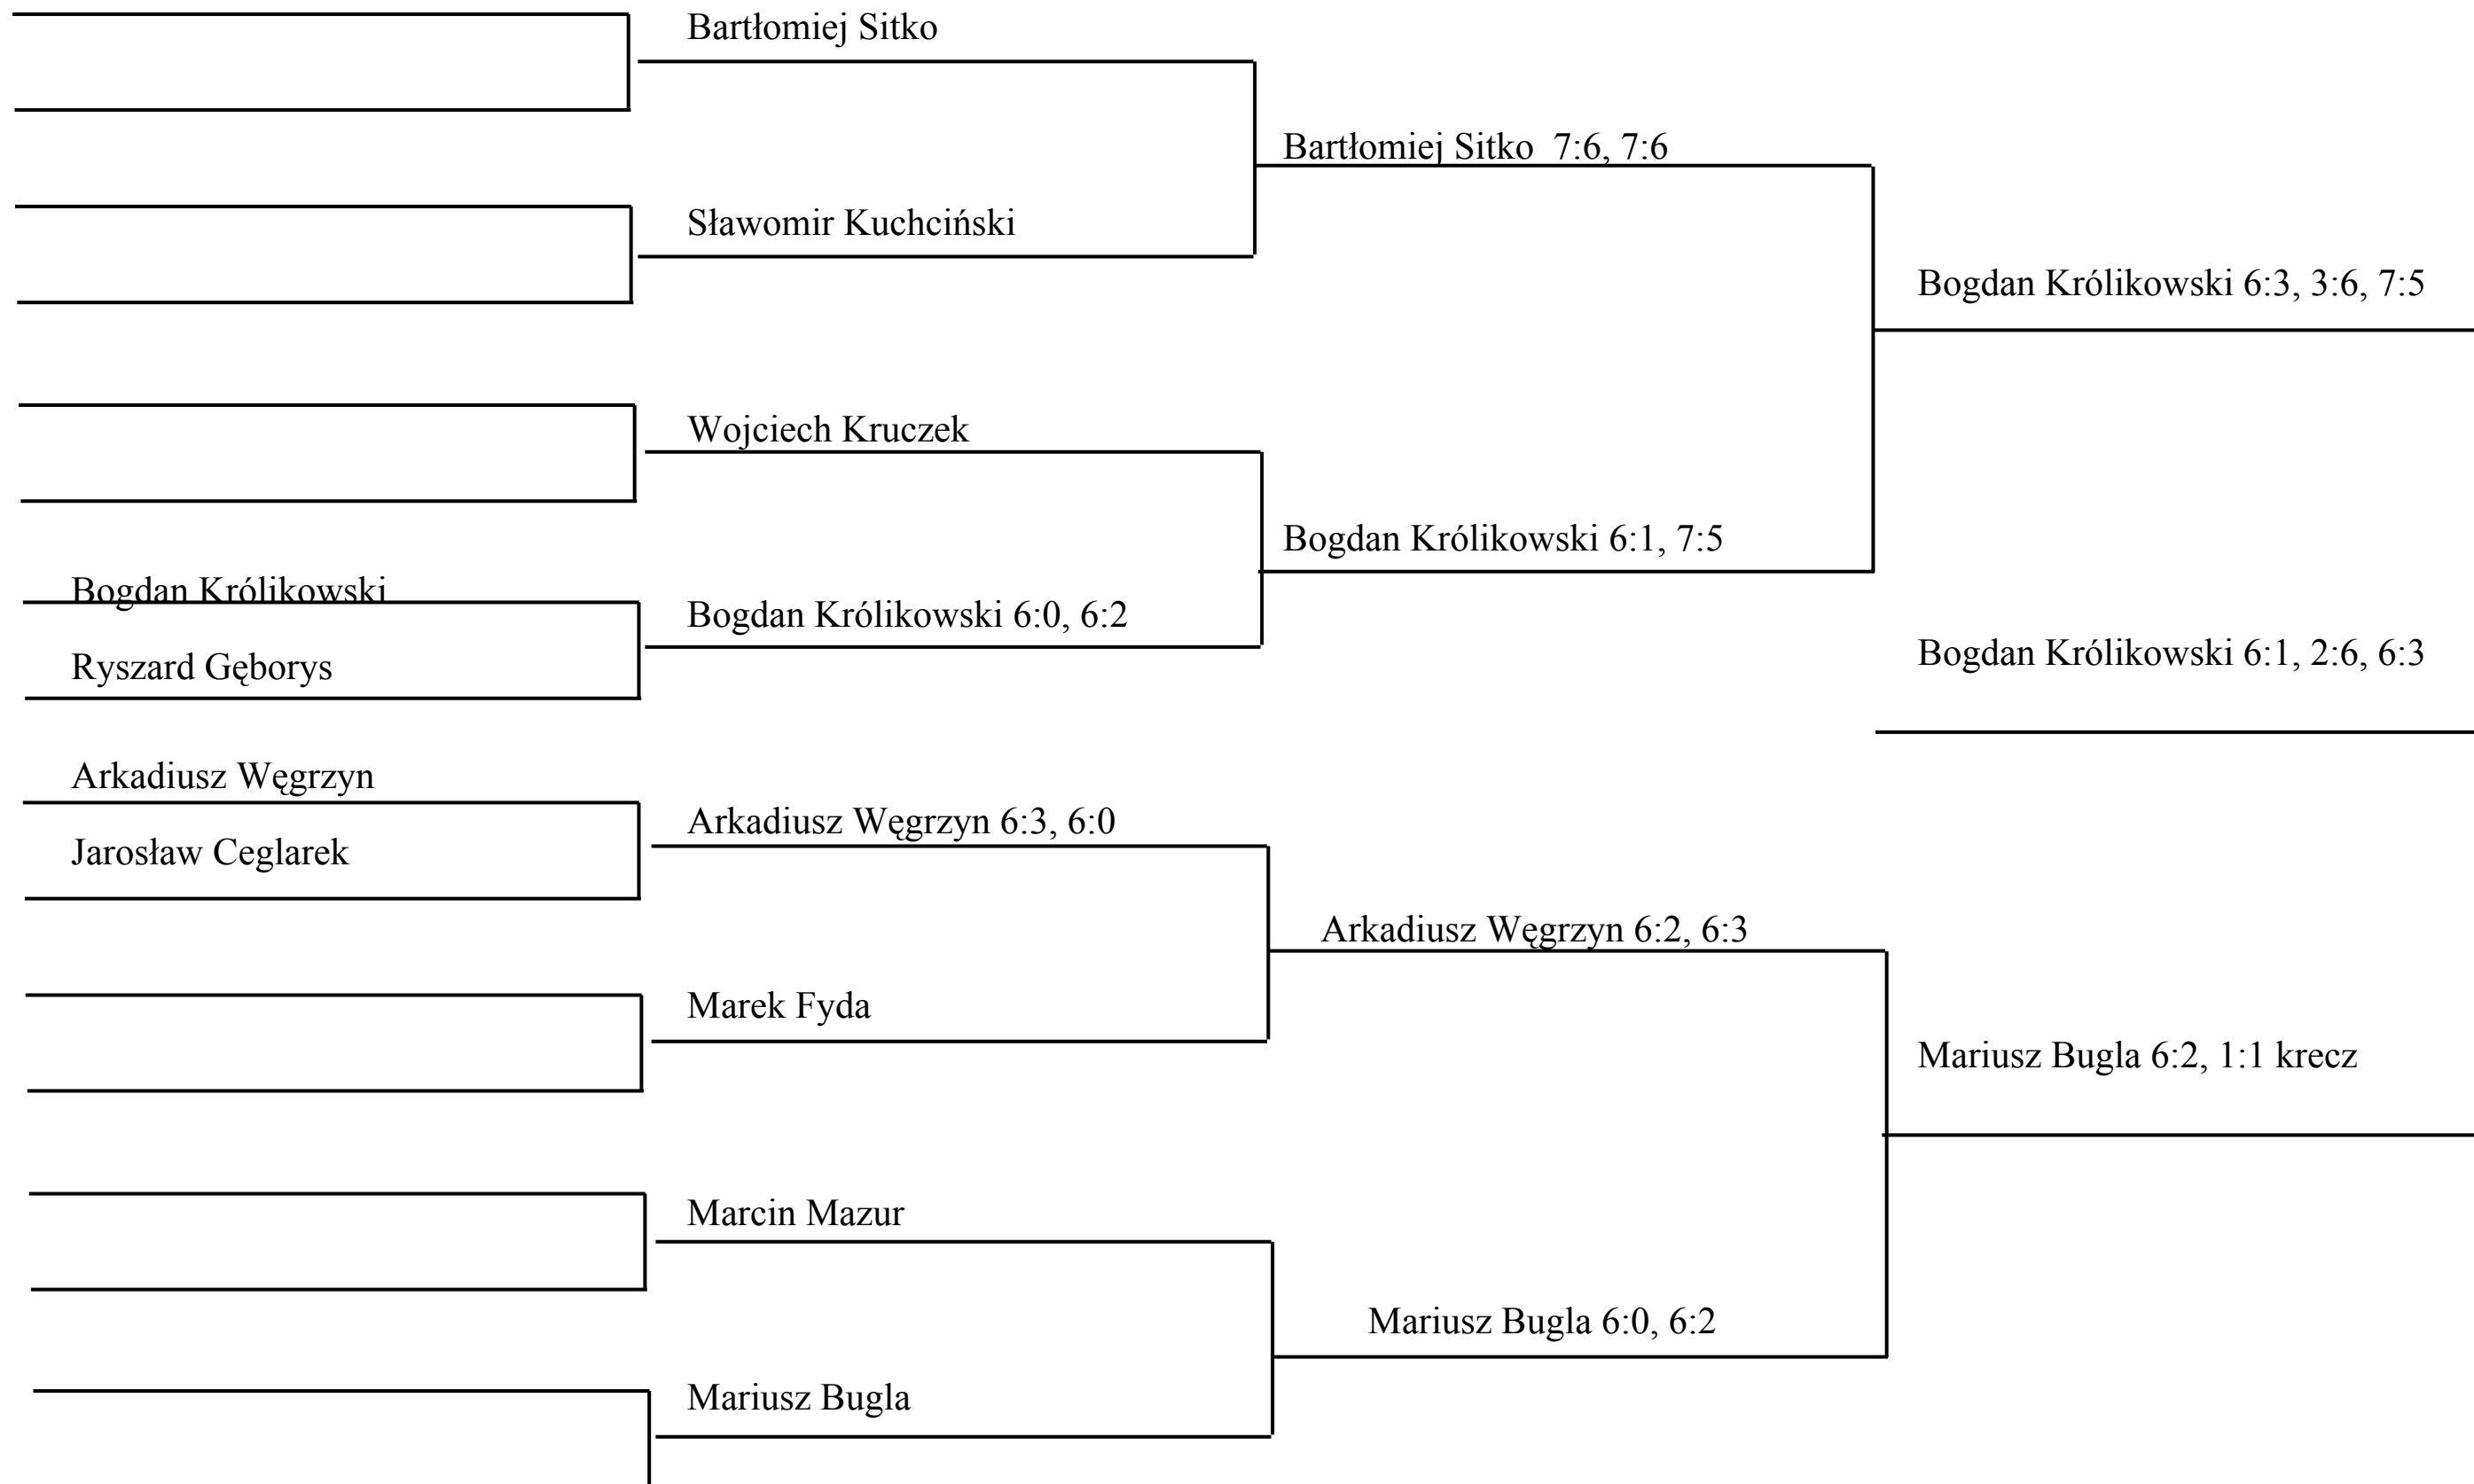 Bartłomiej Sitko
Bartłomiej Sitko  7:6, 7:6
Sławomir Kuchciński
Bogdan Królikowski 6:3, 3:6, 7:5
Wojciech Kruczek
Bogdan Królikowski 6:1, 7:5
Bogdan Królikowski
Bogdan Królikowski 6:0, 6:2
Ryszard Gęborys
Bogdan Królikowski 6:1, 2:6, 6:3
Arkadiusz Węgrzyn
Arkadiusz Węgrzyn 6:3, 6:0
Jarosław Ceglarek
Arkadiusz Węgrzyn 6:2, 6:3
Marek Fyda
Mariusz Bugla 6:2, 1:1 krecz
Marcin Mazur
Mariusz Bugla 6:0, 6:2
Mariusz Bugla